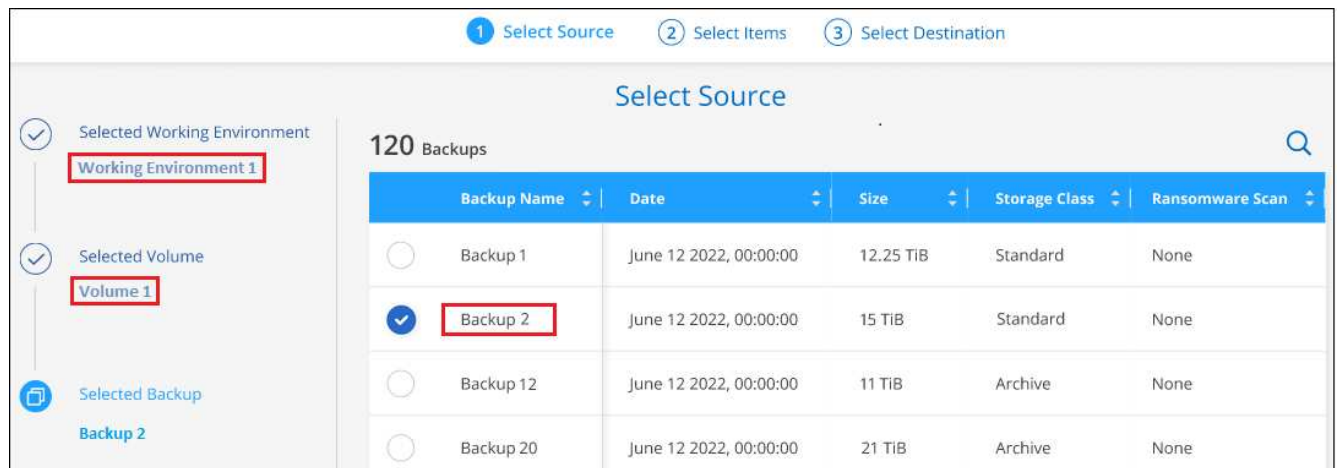 1 Select Source 2 Select Items 3 Select Destination
Select Source
Selected Working Environment
Working Environment 1
Selected Volume
Volume 1
Selected Backup
Backup 2
120 Backups
Backup Name Date Size Storage Class Ransomware Scan
Backup 1 June 12 2022, 00:00:00 12.25 TiB Standard None
Backup 2 June 12 2022, 00:00:00 15 TiB Standard None
Backup 12 June 12 2022, 00:00:00 11 TiB Archive None
Backup 20 June 12 2022, 00:00:00 21 TiB Archive None